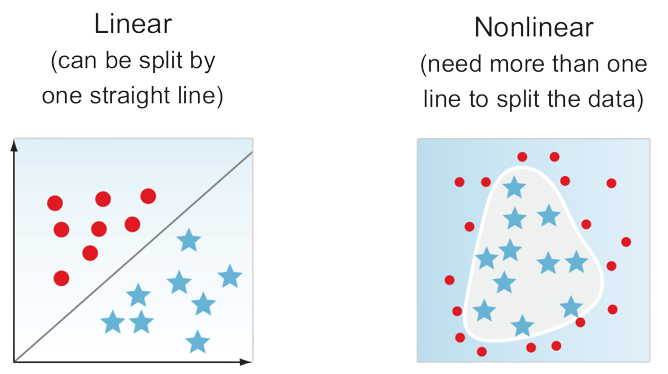 Linear
(can be split by
one straight line)
Nonlinear
(need more than one
line to split the data)